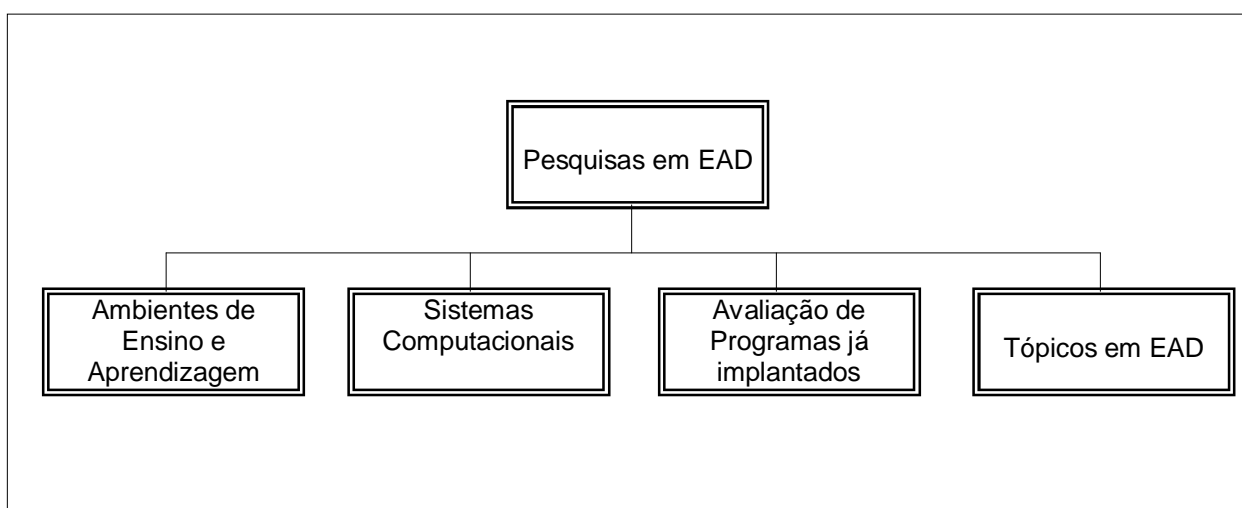 Pesquisas em EAD
Ambientes de
Ensino e
Aprendizagem
Sistemas
Computacionais
Avaliação de
Programas já
implantados
Tópicos em EAD